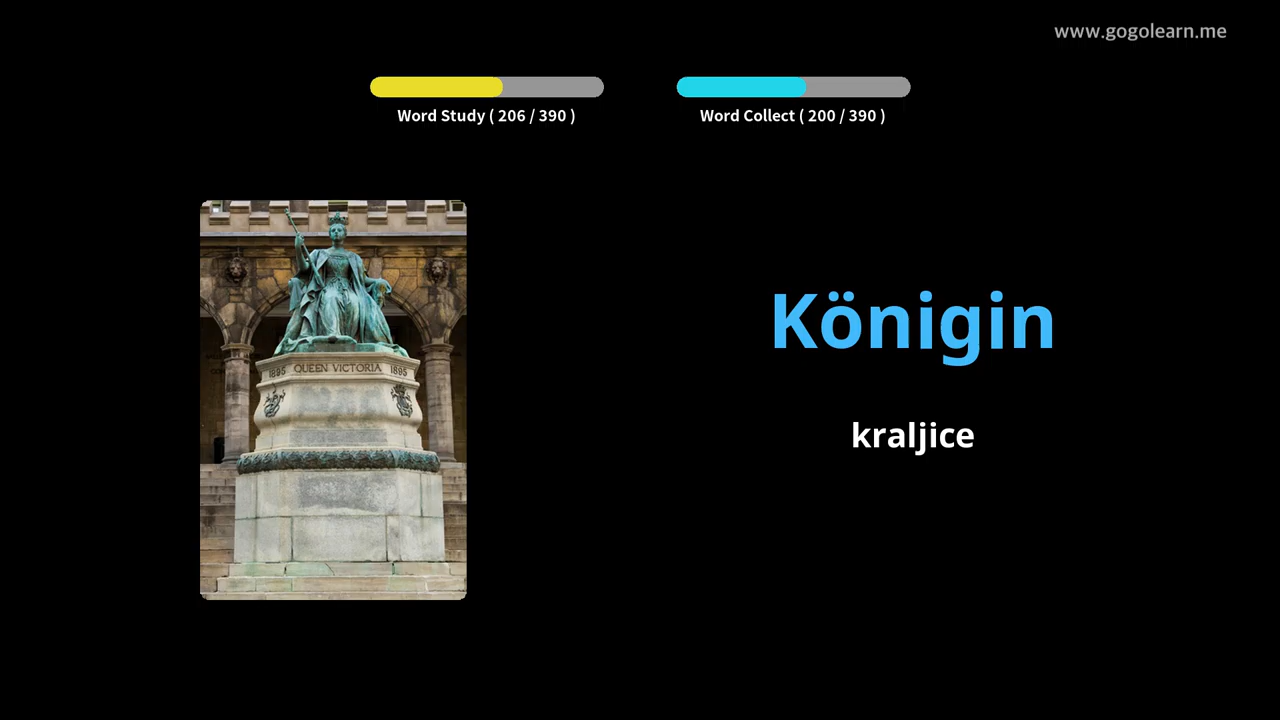 www.gogolearn.me
Word Study ( 206 / 390 )
Word Collect ( 200 / 390 )
1895 QUEEN VICTORIA 1895
Königin
kraljice